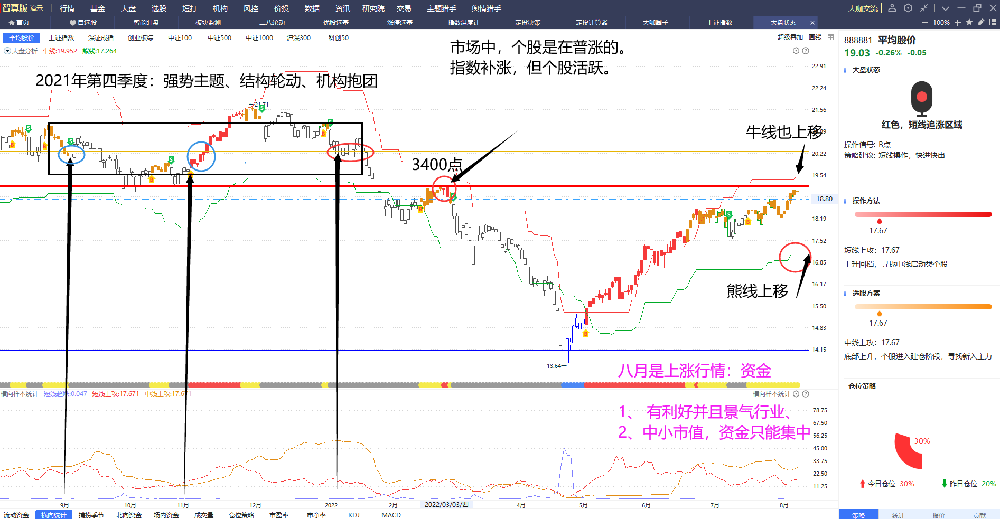 智尊版 演示 行情 基金 大盘 选股 短打 机构 风控 价投 数据 资讯 研究院 交易 主题猎手 舆情猎手 大咖交流
首页 自选股 智能盯盘 板块监测 二八轮动 优股选基 涨停选基 指数温度计 定投决策 定投计算器 大咖圈子 上证指数 大盘状态 × 100%
平均股价 上证指数 深证成指 创业板综 中证100 中证500 中证1000 沪深300 科创50 超级叠加 画线
大盘分析 牛线:19.952 熊线:17.264
市场中，个股是在普涨的。
指数补涨，但个股活跃。
2021年第四季度：强势主题、结构轮动、机构抱团
21.71
3400点
牛线也上移
熊线上移
13.64
八月是上涨行情：资金
22.91
22.24
21.56
20.22
19.54
18.80
18.19
17.52
16.85
16.17
15.50
14.83
14.15
横向样本统计 短线超跌:0.047 短线上攻:17.671 中线上攻:17.671
横向样本统计
1、 有利好并且景气行业、
2、中小市值，资金只能集中
78.75
67.50
56.25
45.00
33.75
22.50
11.25
9月 10月 11月 12月 2022 2月 2022/03/03/四 4月 5月 6月 7月 8月
流动资金 横向统计 捕捞季节 北向资金 场内资金 成交量 仓位策略 市盈率 市净率 KDJ MACD
888881 平均股价
19.03 -0.26% -0.05
大盘状态
红色，短线追涨区域
操作信号: B点
策略建议: 短线操作，快进快出
操作方法
17.67
短线上攻：17.67
上升回档，寻找中线启动类个股
选股方案
17.67
中线上攻：17.67
底部上升，个股进入建仓阶段，寻找新入主力
仓位策略
30%
今日仓位 30% 昨日仓位 20%
策略 统计 报价 贡献